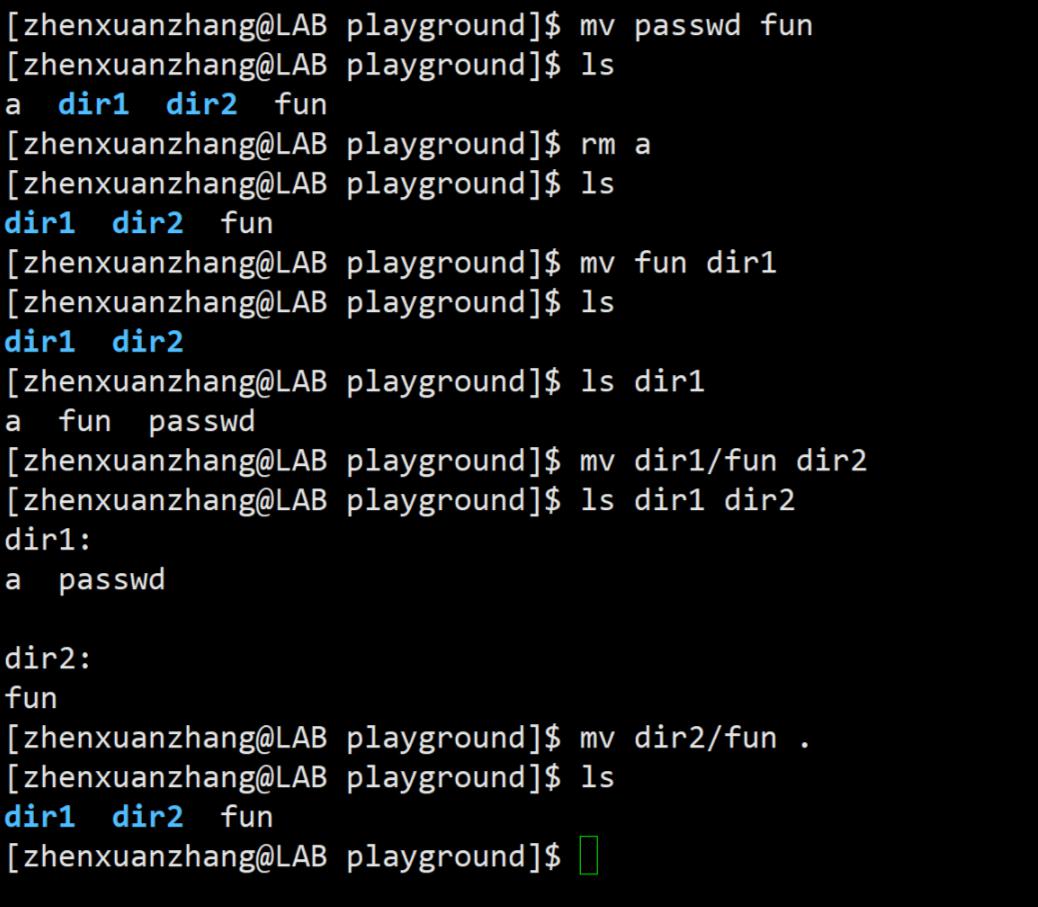 [zhenxuanzhang@LAB playground]$ mv passwd fun
[zhenxuanzhang@LAB playground]$ ls
a  dir1  dir2  fun
[zhenxuanzhang@LAB playground]$ rm a
[zhenxuanzhang@LAB playground]$ ls
dir1  dir2  fun
[zhenxuanzhang@LAB playground]$ mv fun dir1
[zhenxuanzhang@LAB playground]$ ls
dir1  dir2
[zhenxuanzhang@LAB playground]$ ls dir1
a  fun  passwd
[zhenxuanzhang@LAB playground]$ mv dir1/fun dir2
[zhenxuanzhang@LAB playground]$ ls dir1 dir2
dir1:
a  passwd

dir2:
fun
[zhenxuanzhang@LAB playground]$ mv dir2/fun .
[zhenxuanzhang@LAB playground]$ ls
dir1  dir2  fun
[zhenxuanzhang@LAB playground]$